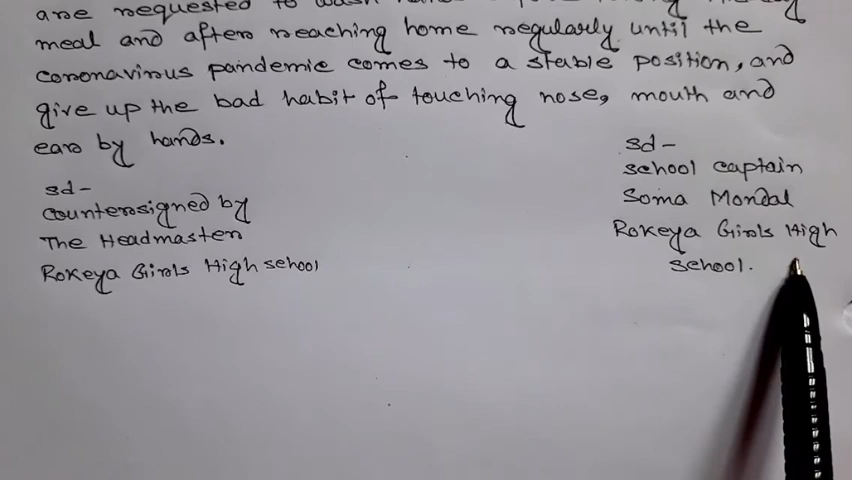 are requested to wash
meal and after reaching home regularly until the
coronavirus pandemic comes to a stable position, and
give up the bad habit of touching nose, mouth and
ear by hands.
sd-
School captain
Soma Mondal
Rokeya Girls High
School.
sd-
Countersigned by
The Headmaster
Rokeya Girls High School